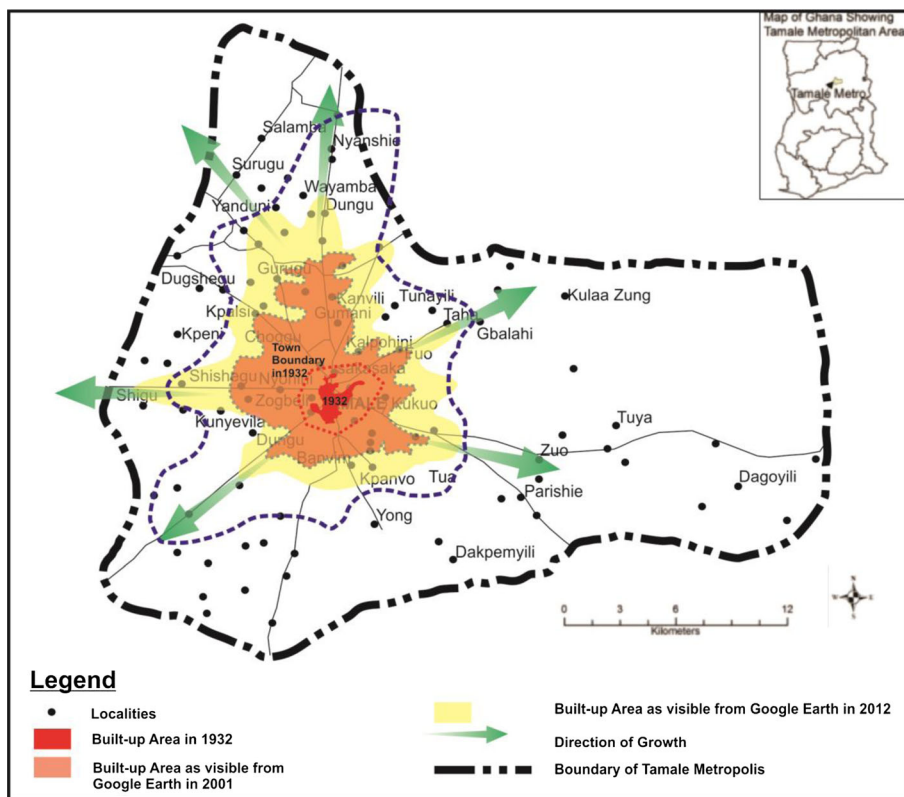 Map of Ghana Showing
Tamale Metropolitan Area
Tamale Metro
Salambu
Nyanshie
Surugu
Wayamba
Yanduni
Dungu
Dugshegu
Gurugu
Kulaa Zung
Kanvili
Tunayili
Kpalsi
Gumani
Taha
Gbalahi
Kpeni
Choggu
Kalpohini
Town
Boundary
in1932
Fuo
Sakasaka
Shishagu
Nyohini
Shigu
Zogbeli
1932
Kukuo
Kunyevila
Tuya
Dungu
Zuo
Banvim
Kpanvo
Tua
Dagoyili
Parishie
Yong
Dakpemyili
N
W
E
S
0
3
6
12
Kilometers
Legend
Localities
Built-up Area in 1932
Built-up Area as visible from
Google Earth in 2001
Built-up Area as visible from Google Earth in 2012
Direction of Growth
Boundary of Tamale Metropolis